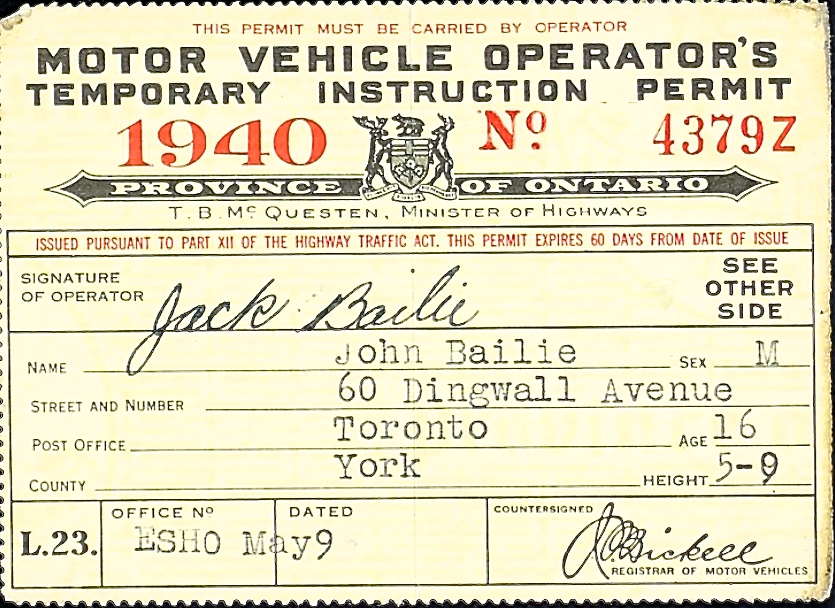 THIS PERMIT MUST BE CARRIED BY OPERATOR
MOTOR VEHICLE OPERATOR'S
TEMPORARY INSTRUCTION PERMIT
1940 Nº 4379Z
PROVINCE OF ONTARIO
T. B. Mc QUESTEN, MINISTER OF HIGHWAYS
ISSUED PURSUANT TO PART XII OF THE HIGHWAY TRAFFIC ACT. THIS PERMIT EXPIRES 60 DAYS FROM DATE OF ISSUE
SIGNATURE OF OPERATOR Jack Bailie
SEE OTHER SIDE
NAME John Bailie SEX M
STREET AND NUMBER 60 Dingwall Avenue
POST OFFICE Toronto AGE 16
COUNTY York HEIGHT 5-9
L.23. OFFICE Nº ESHO DATED May9
COUNTERSIGNED J.P. Bickell
REGISTRAR OF MOTOR VEHICLES